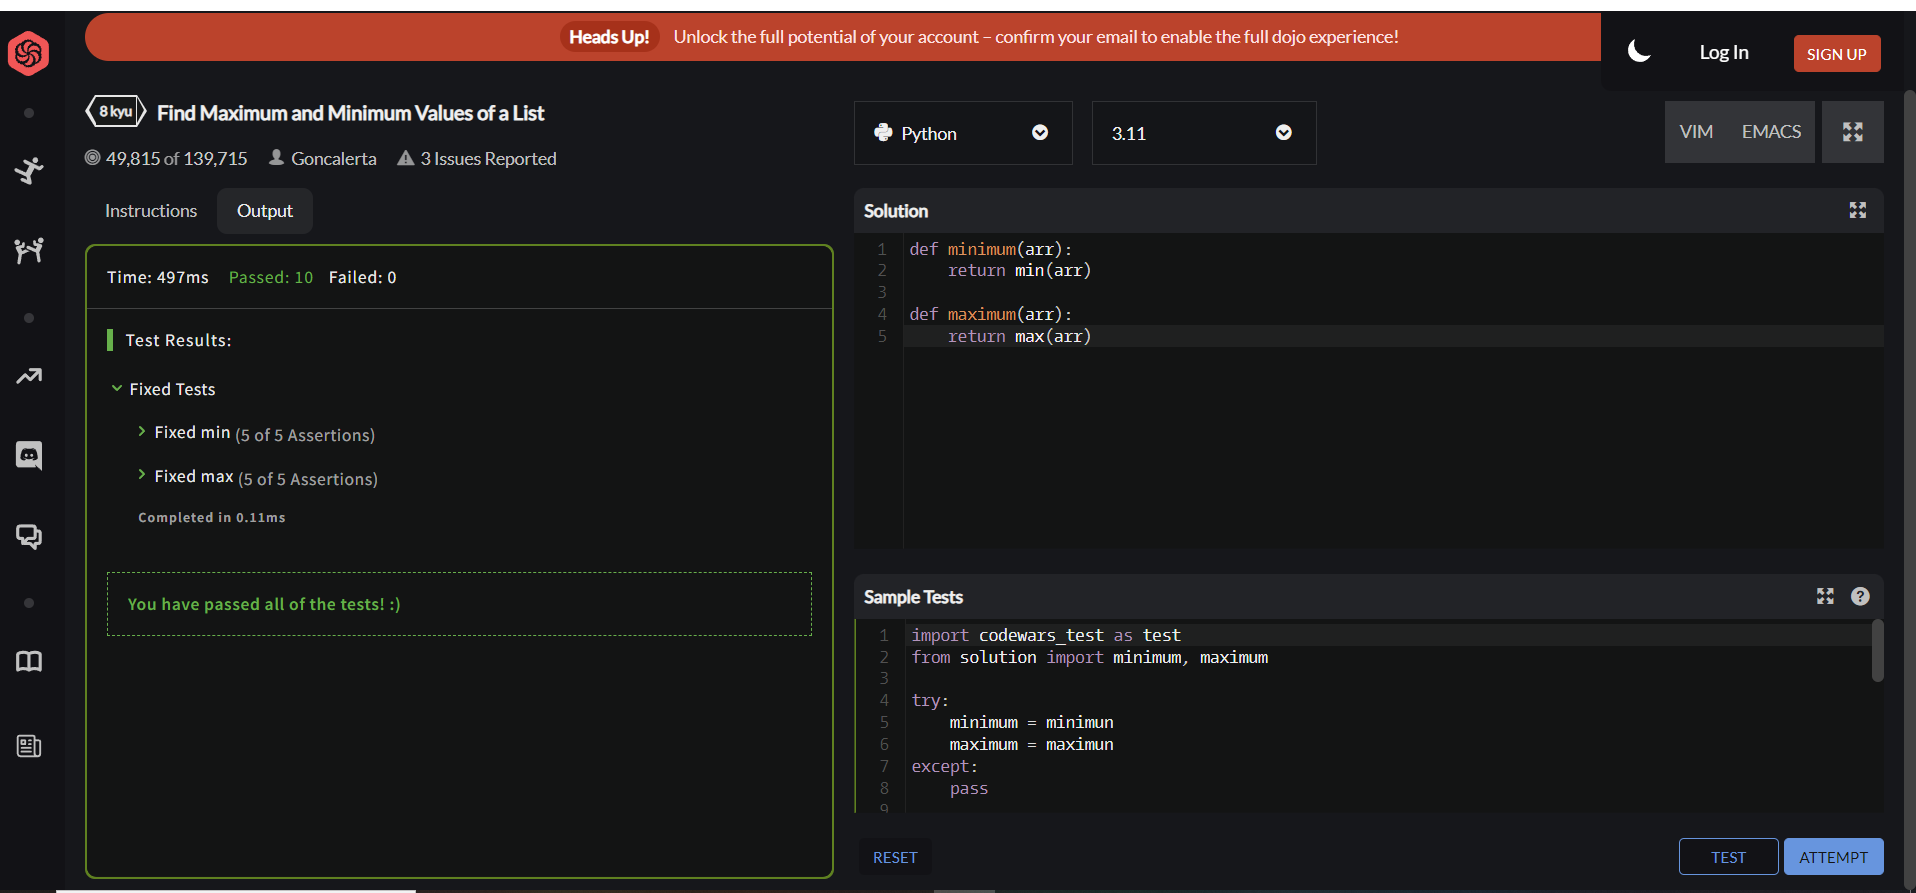 Heads Up! Unlock the full potential of your account – confirm your email to enable the full dojo experience!
Log In
SIGN UP
8 kyu Find Maximum and Minimum Values of a List
49,815 of 139,715 Goncalerta 3 Issues Reported
Python
3.11
VIM EMACS
Instructions Output
Time: 497ms Passed: 10 Failed: 0
Test Results:
Fixed Tests
Fixed min (5 of 5 Assertions)
Fixed max (5 of 5 Assertions)
Completed in 0.11ms
You have passed all of the tests! :)
Solution
1 def minimum(arr):
2     return min(arr)
3
4 def maximum(arr):
5     return max(arr)
Sample Tests
?
1 import codewars_test as test
2 from solution import minimum, maximum
3
4 try:
5     minimum = minimun
6     maximum = maximun
7 except:
8     pass
9
RESET
TEST
ATTEMPT